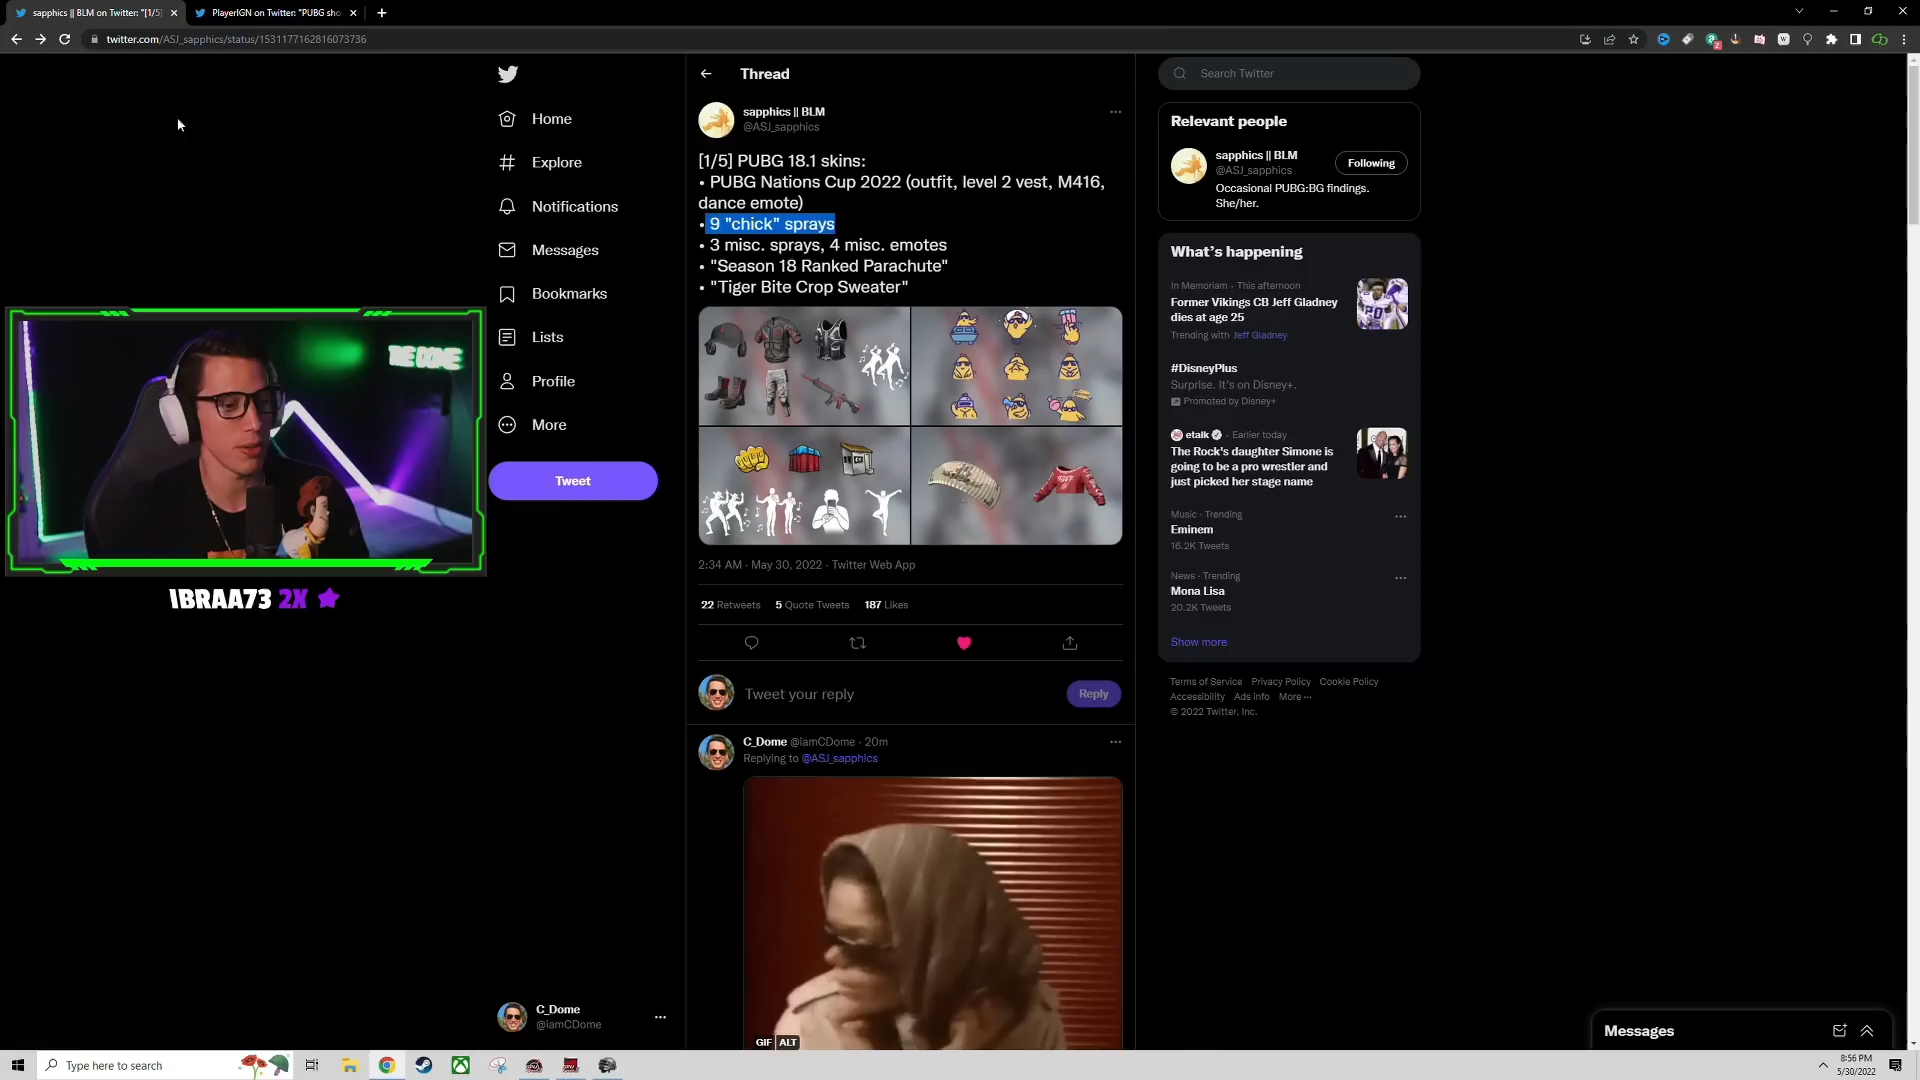 sapphics || BLM on Twitter: "[1/5]
PlayerIGN on Twitter: "PUBG sho
twitter.com/ASJ_sapphics/status/1531177162816073736
2
Home
Explore
Notifications
Messages
Bookmarks
Lists
Profile
More
Tweet
C_Dome
@iamCDome
IBRAA73 2X
Thread
sapphics || BLM
@ASJ_sapphics
[1/5] PUBG 18.1 skins:
• PUBG Nations Cup 2022 (outfit, level 2 vest, M416,
dance emote)
• 9 "chick" sprays
• 3 misc. sprays, 4 misc. emotes
• "Season 18 Ranked Parachute"
• "Tiger Bite Crop Sweater"
2:34 AM · May 30, 2022 · Twitter Web App
22 Retweets 5 Quote Tweets 187 Likes
Tweet your reply
Reply
C_Dome @iamCDome · 20m
Replying to @ASJ_sapphics
GIF ALT
Search Twitter
Relevant people
sapphics || BLM
@ASJ_sapphics
Following
Occasional PUBG:BG findings.
She/her.
What's happening
In Memoriam · This afternoon
Former Vikings CB Jeff Gladney
dies at age 25
Trending with Jeff Gladney
#DisneyPlus
Surprise. It's on Disney+.
Promoted by Disney+
etalk · Earlier today
The Rock's daughter Simone is
going to be a pro wrestler and
just picked her stage name
Music · Trending
Eminem
16.2K Tweets
News · Trending
Mona Lisa
20.2K Tweets
Show more
Terms of Service Privacy Policy Cookie Policy
Accessibility Ads info More ···
© 2022 Twitter, Inc.
Messages
Type here to search
8:56 PM
5/30/2022